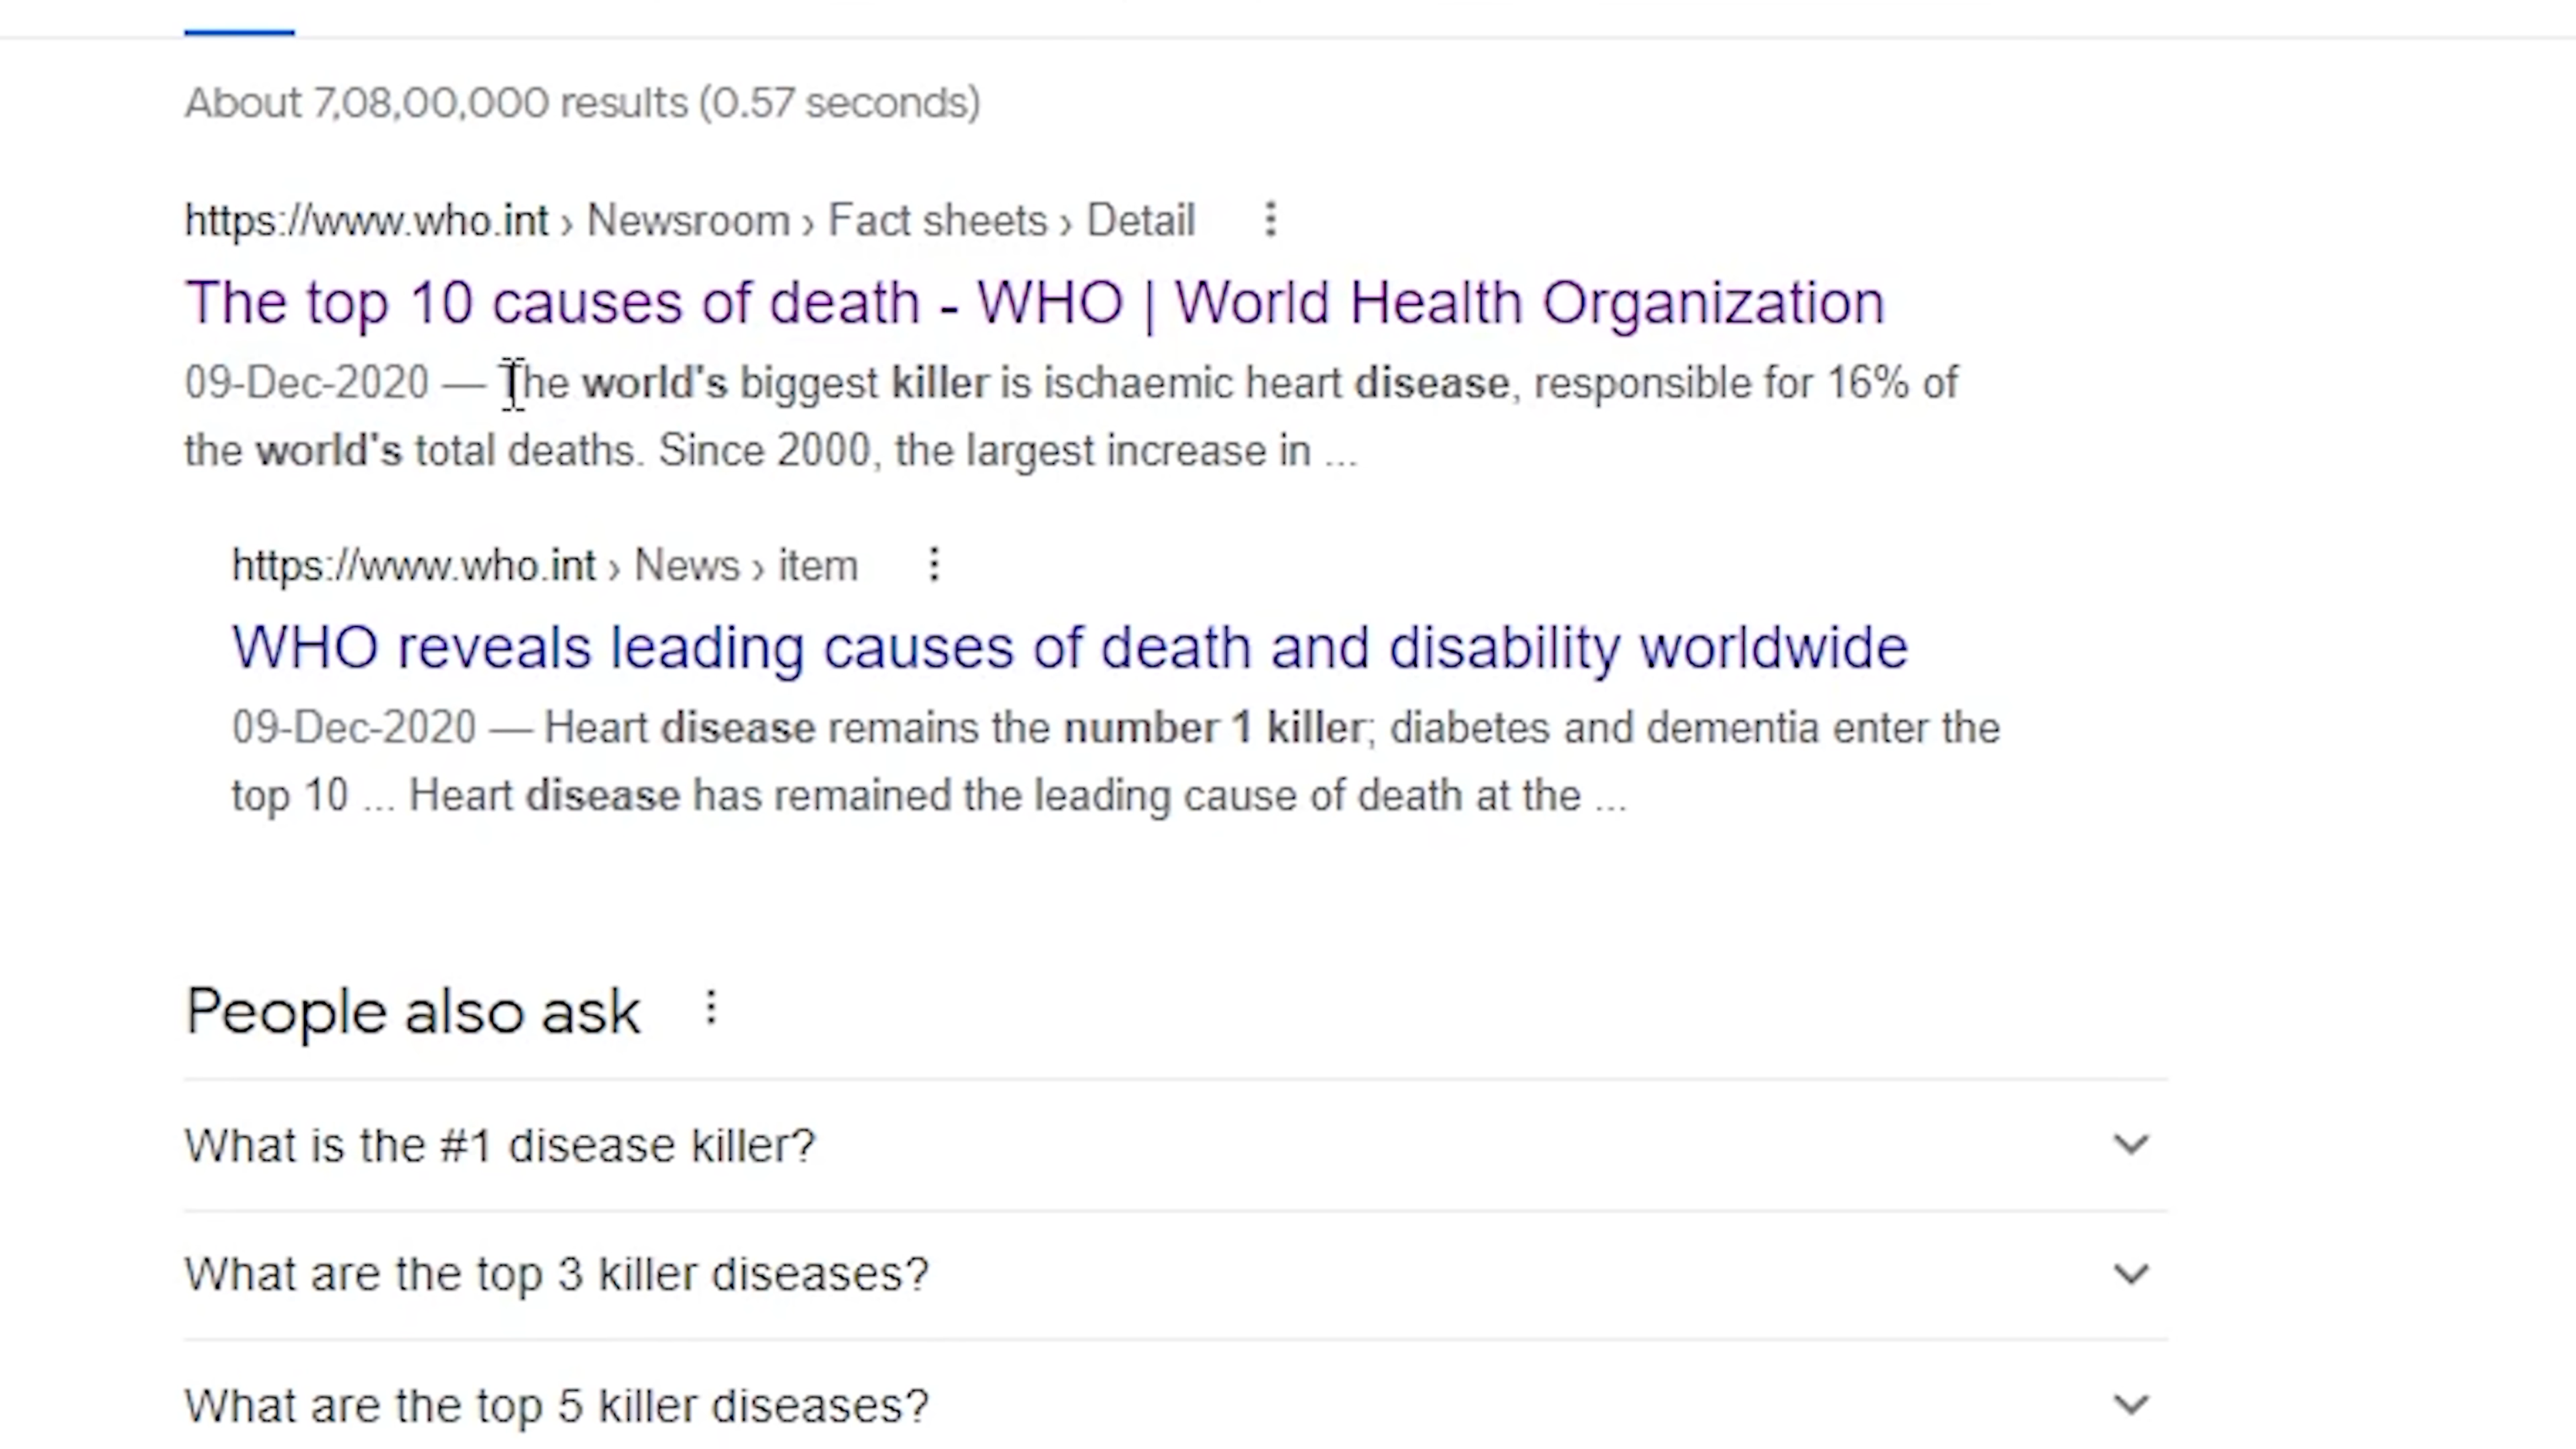 About 7,08,00,000 results (0.57 seconds)
https://www.who.int › Newsroom › Fact sheets › Detail
The top 10 causes of death - WHO | World Health Organization
09-Dec-2020 — The world's biggest killer is ischaemic heart disease, responsible for 16% of
the world's total deaths. Since 2000, the largest increase in ...
https://www.who.int › News › item
WHO reveals leading causes of death and disability worldwide
09-Dec-2020 — Heart disease remains the number 1 killer; diabetes and dementia enter the
top 10 ... Heart disease has remained the leading cause of death at the ...
People also ask
What is the #1 disease killer?
What are the top 3 killer diseases?
What are the top 5 killer diseases?